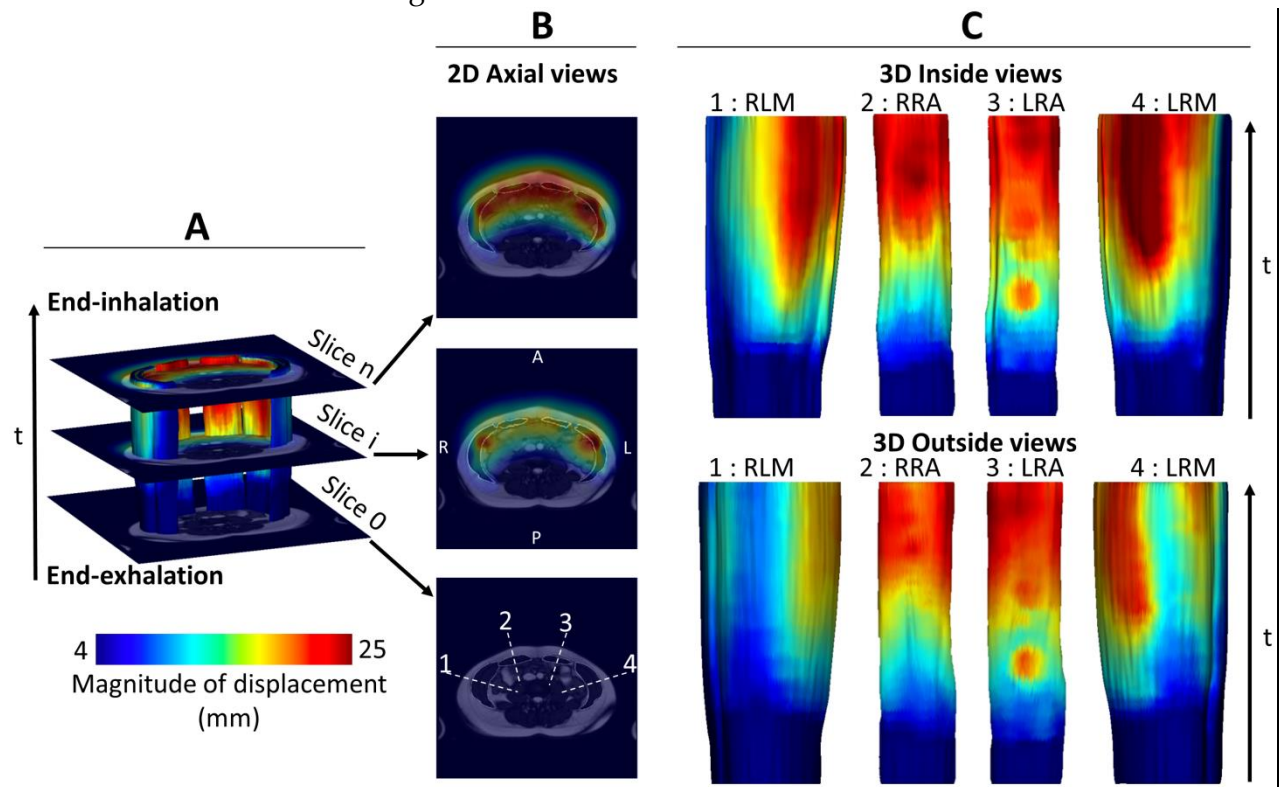 g
A
End-inhalation
t
End-exhalation
4
25
Magnitude of displacement
(mm)
Slice n
Slice i
Slice 0
B
2D Axial views
A
R
L
P
1
2
3
4
C
3D Inside views
1 : RLM
2 : RRA
3 : LRA
4 : LRM
t
3D Outside views
1 : RLM
2 : RRA
3 : LRA
4 : LRM
t